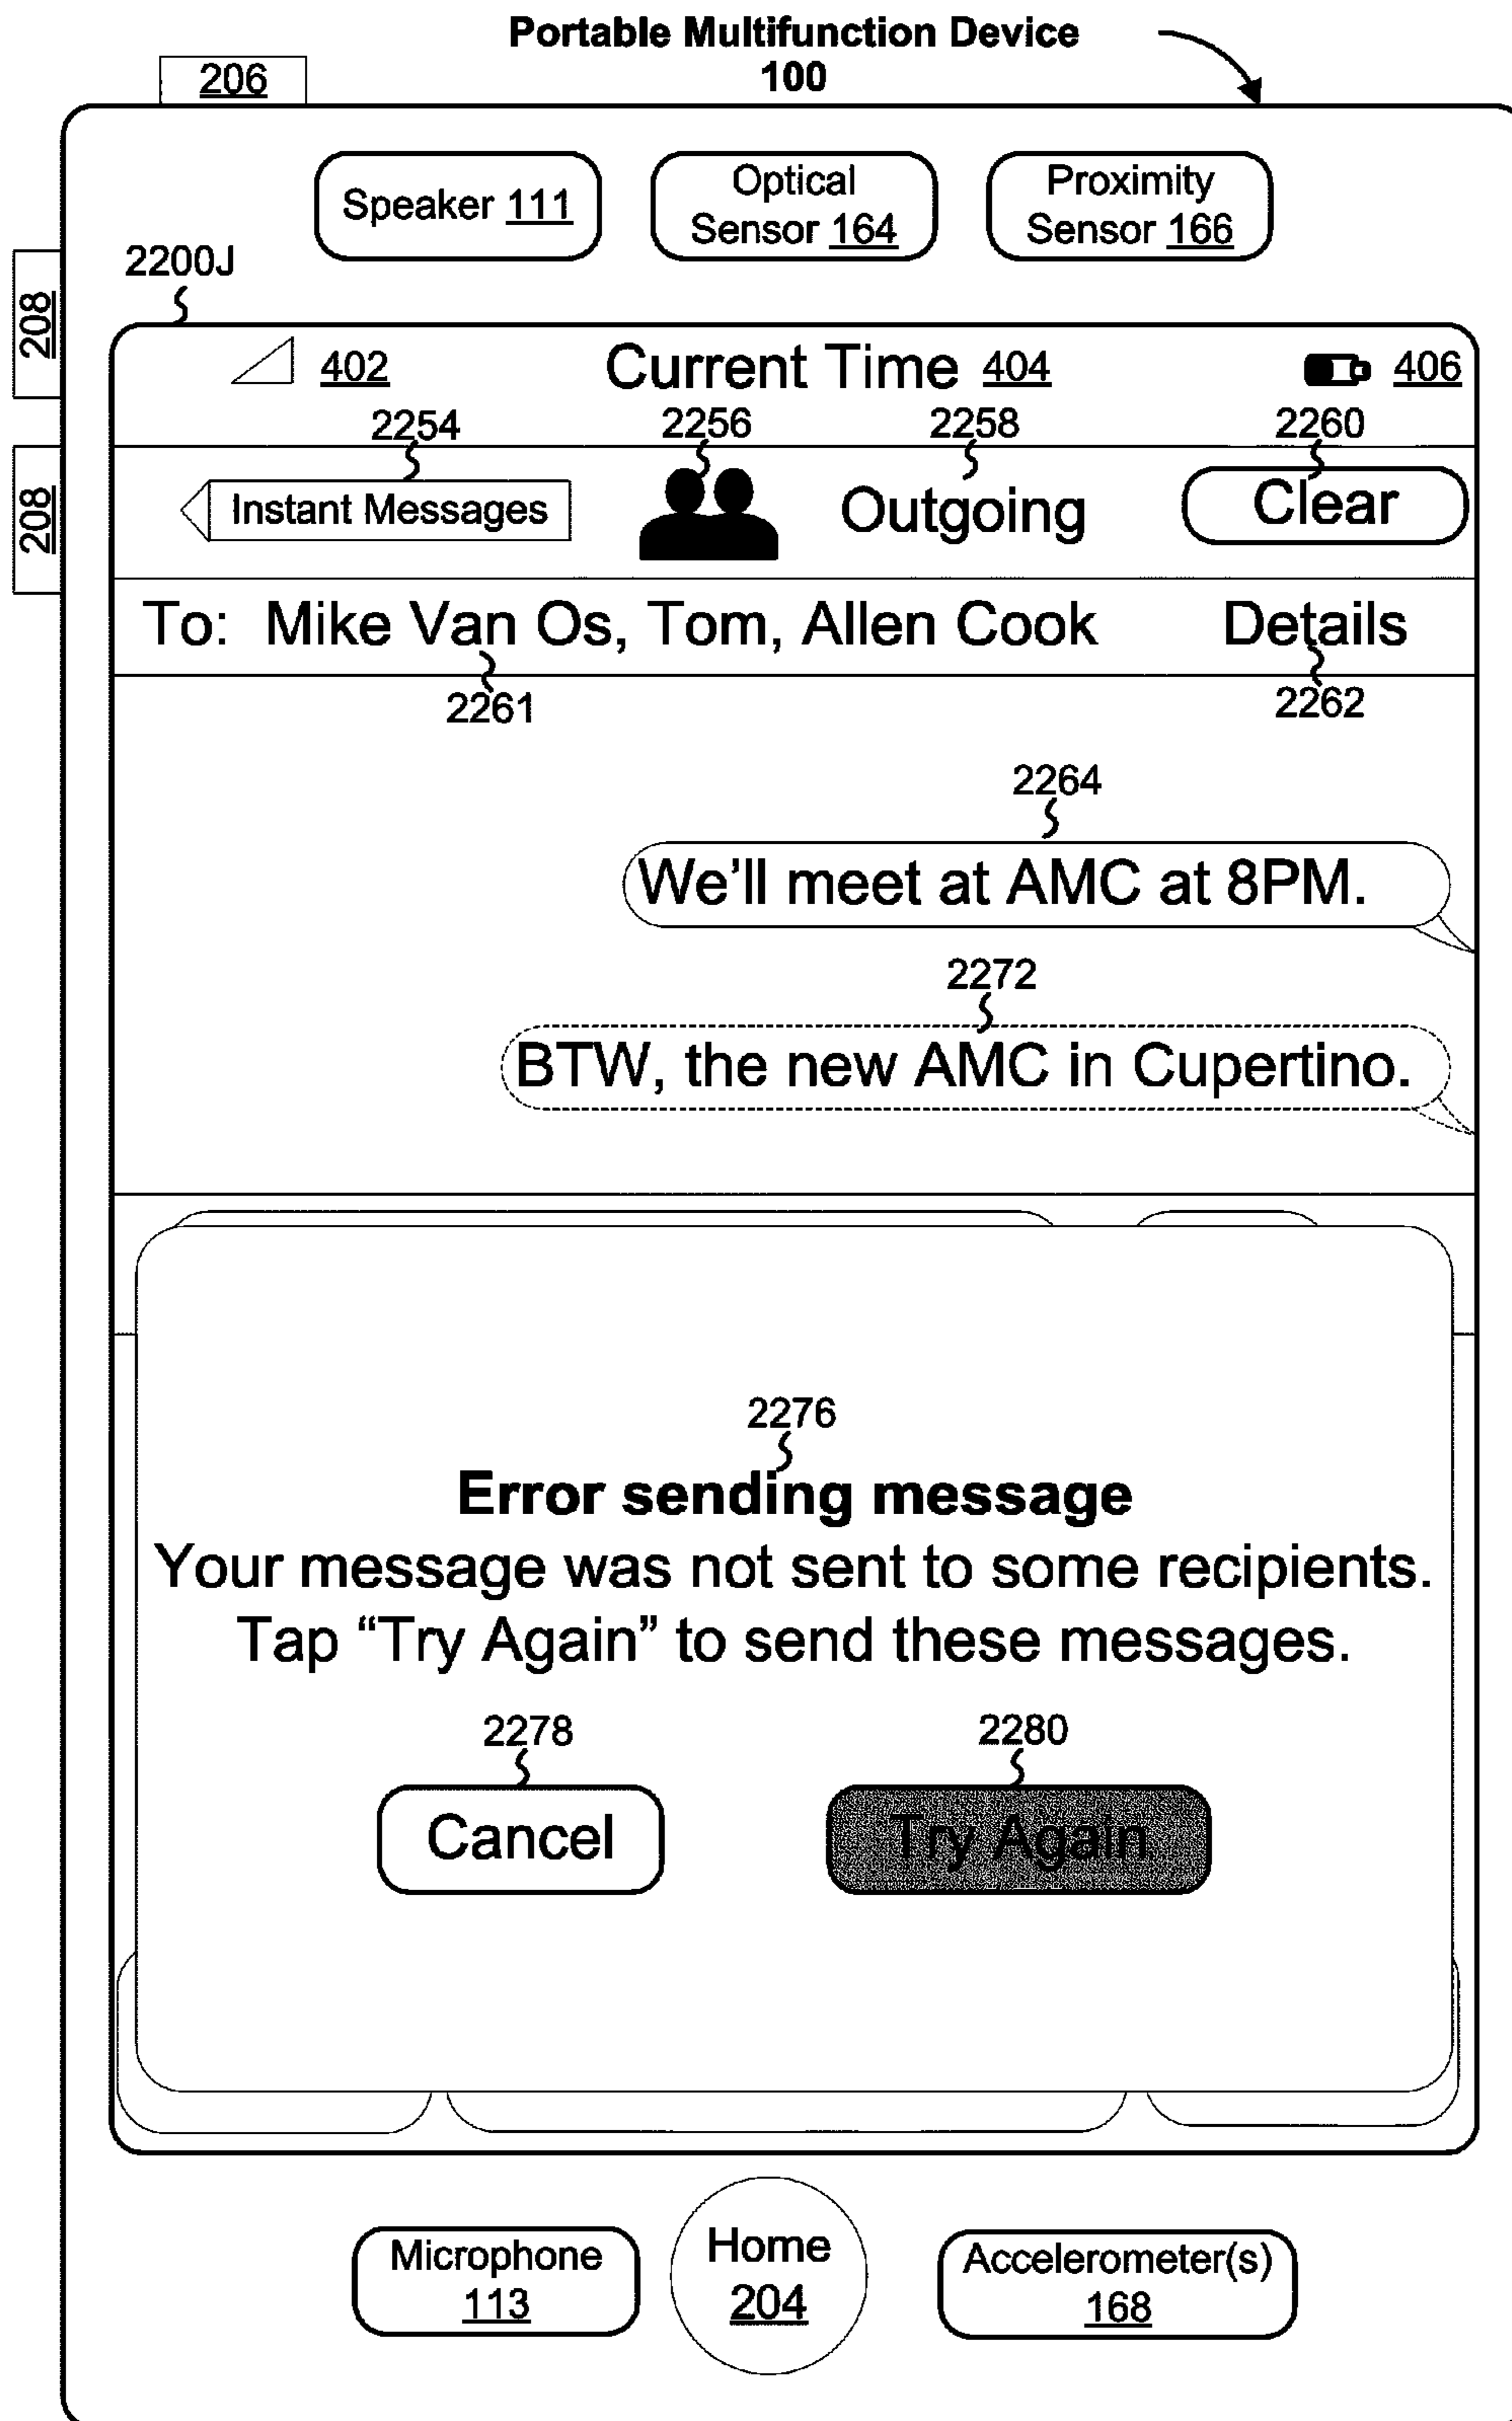 Portable Multifunction Device
100
206
Speaker 111
Optical
Sensor 164
Proximity
Sensor 166
2200J
208
208
402
Current Time 404
406
2254
2256
2258
2260
Instant Messages
Outgoing
Clear
To: Mike Van Os, Tom, Allen Cook
Details
2261
2262
2264
We'll meet at AMC at 8PM.
2272
BTW, the new AMC in Cupertino.
2276
Error sending message
Your message was not sent to some recipients.
Tap “Try Again” to send these messages.
2278
2280
Cancel
Try Again
Microphone
113
Home
204
Accelerometer(s)
168